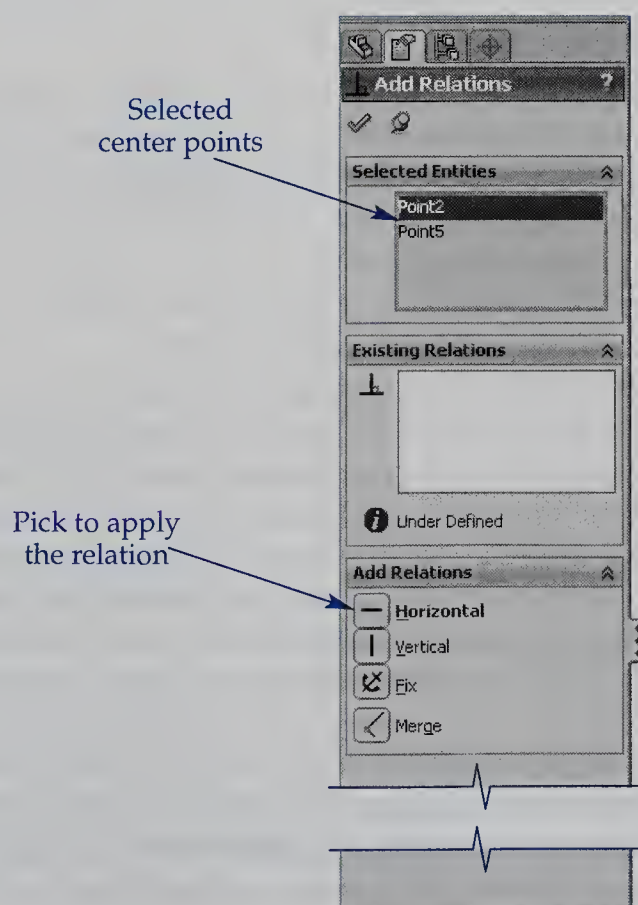 Add Relations ?
Selected
center points
Selected Entities
Point2
Point5
Existing Relations
Under Defined
Pick to apply
the relation
Add Relations
Horizontal
Vertical
Fix
Merge